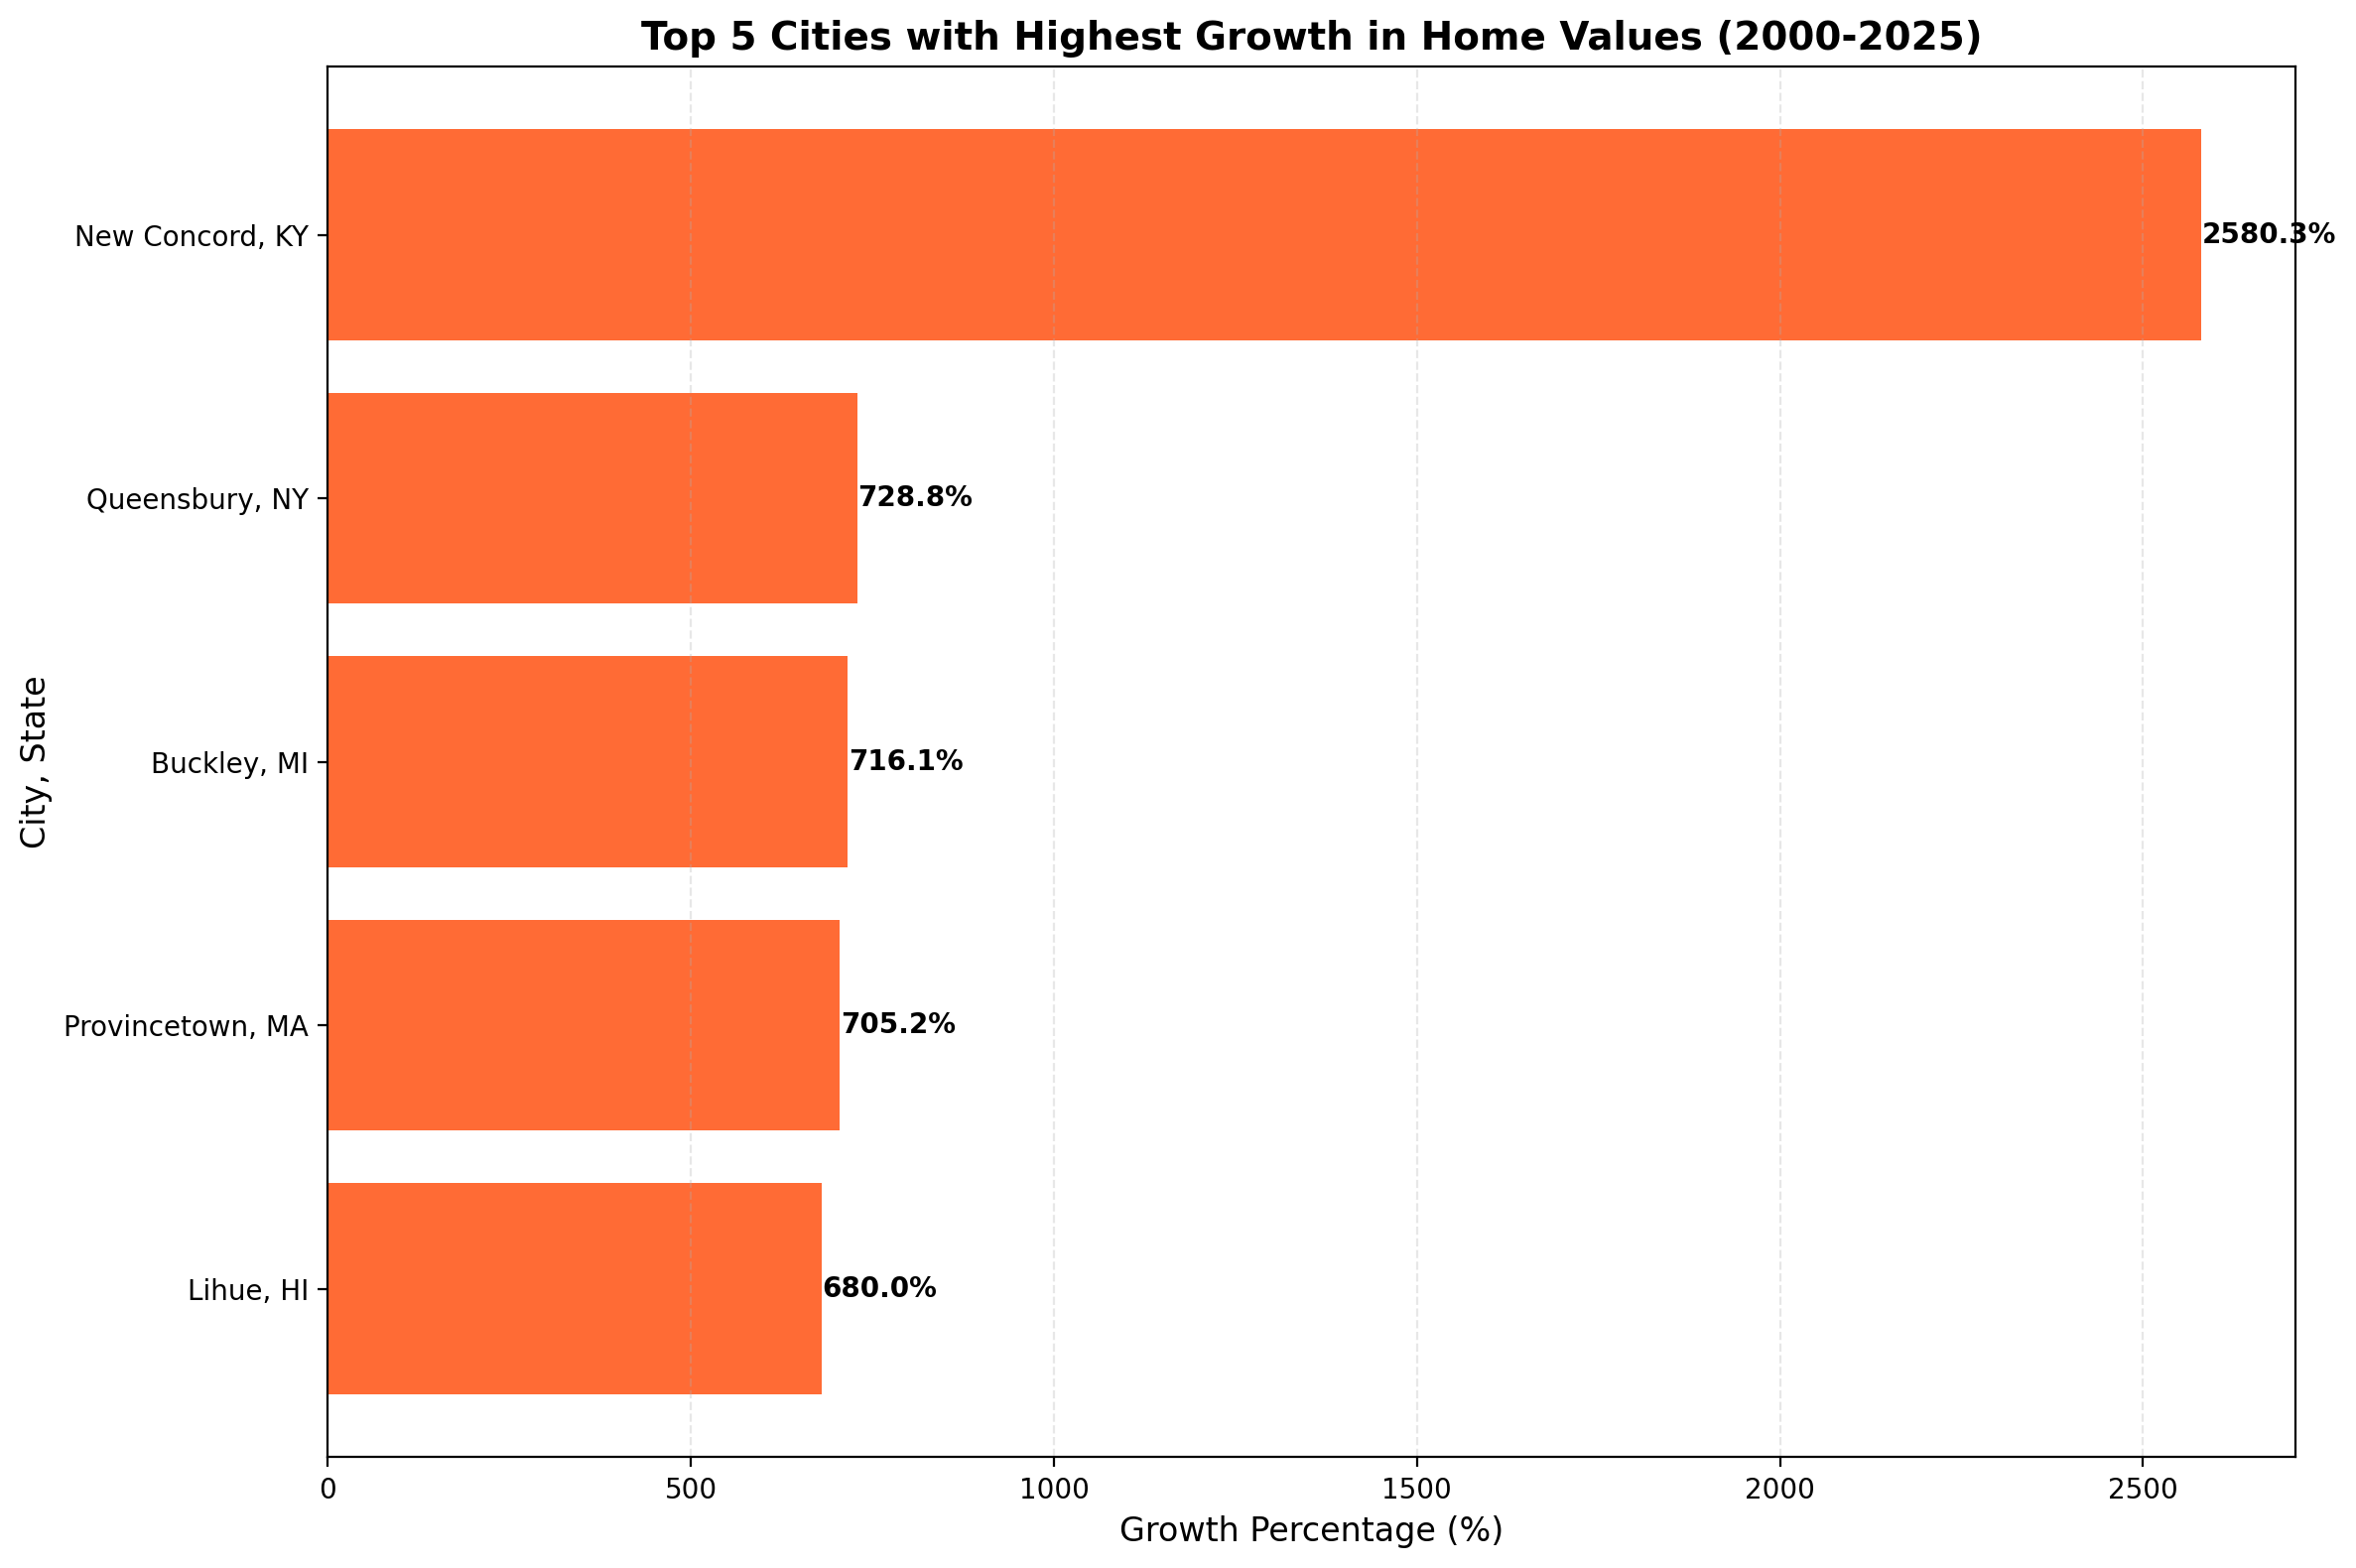 Top 5 Cities with Highest Growth in Home Values (2000-2025)
New Concord, KY
2580.3%
Queensbury, NY
728.8%
Buckley, MI
716.1%
Provincetown, MA
705.2%
Lihue, HI
680.0%
City, State
0 500 1000 1500 2000 2500
Growth Percentage (%)